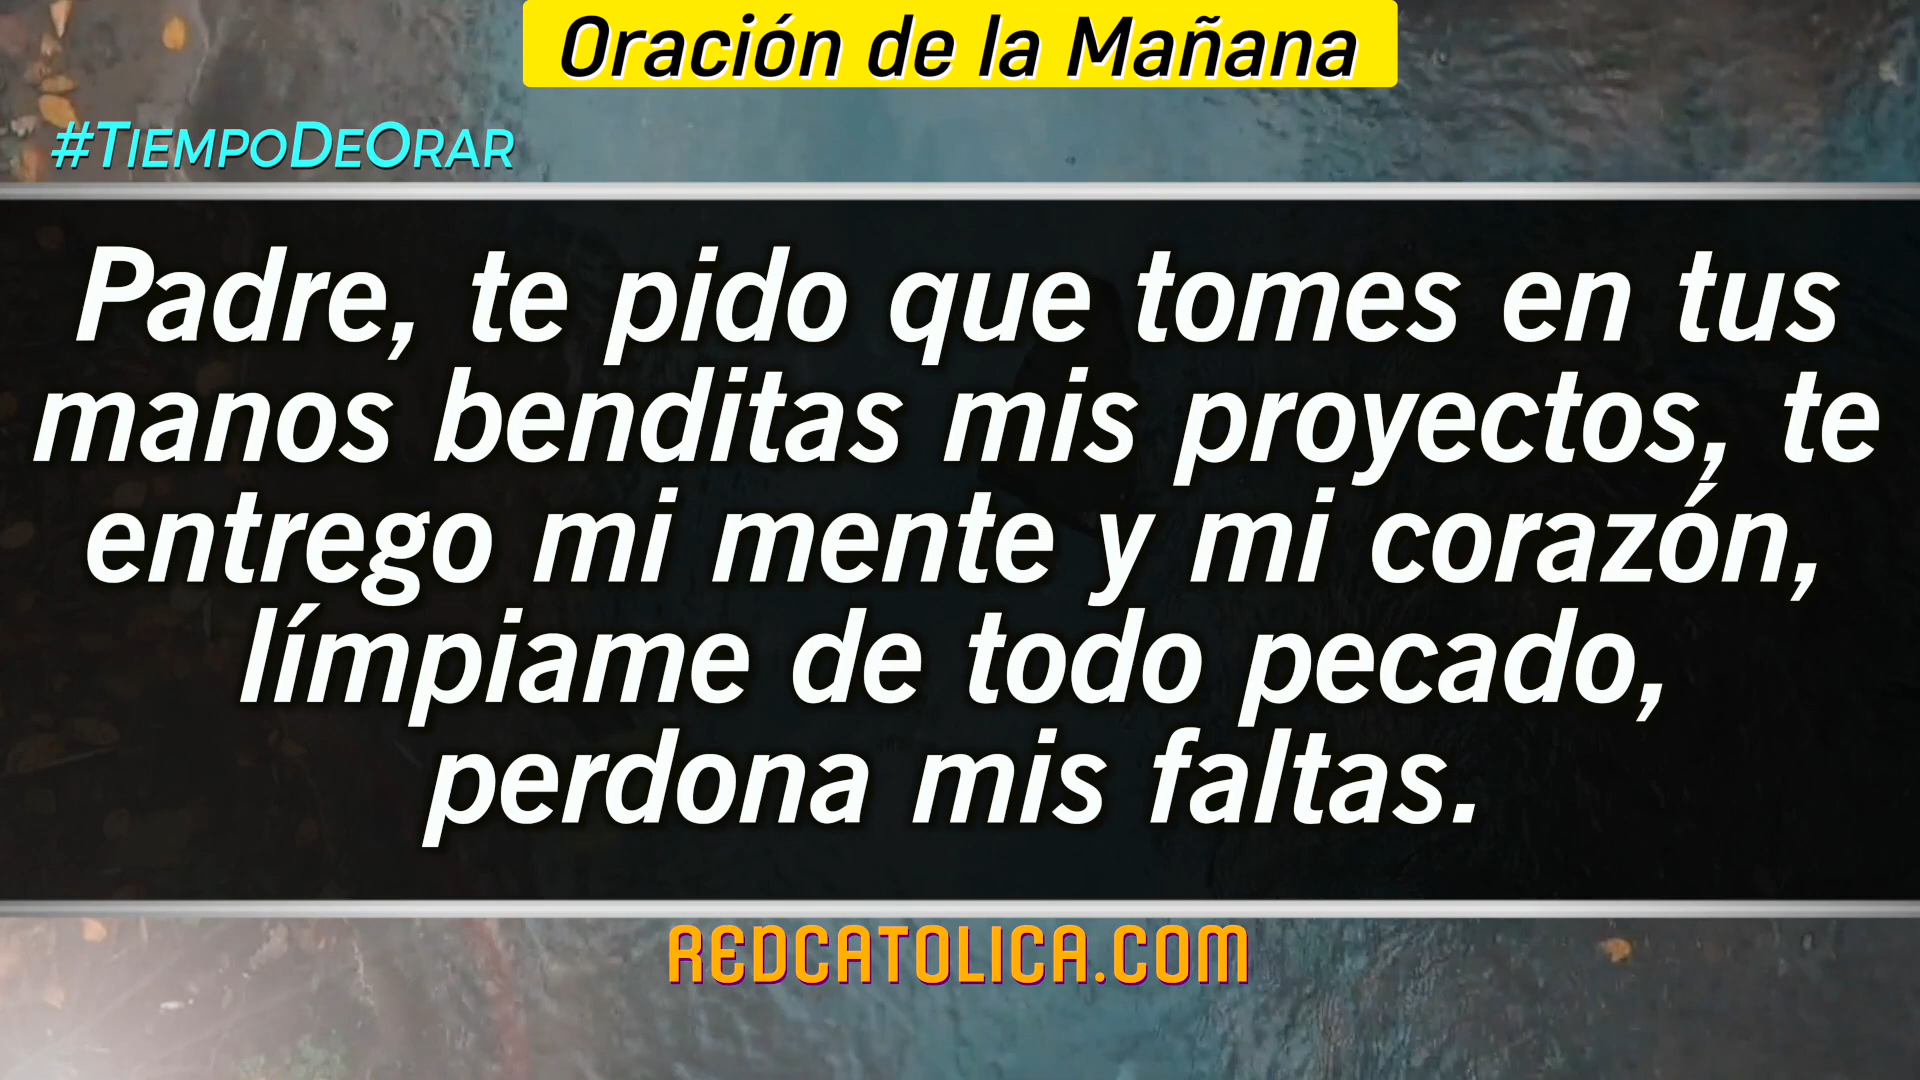 Oración de la Mañana
#TiempoDeOrar
Padre, te pido que tomes en tus
manos benditas mis proyectos, te
entrego mi mente y mi corazón,
límpiame de todo pecado,
perdona mis faltas.
REDCATOLICA.COM